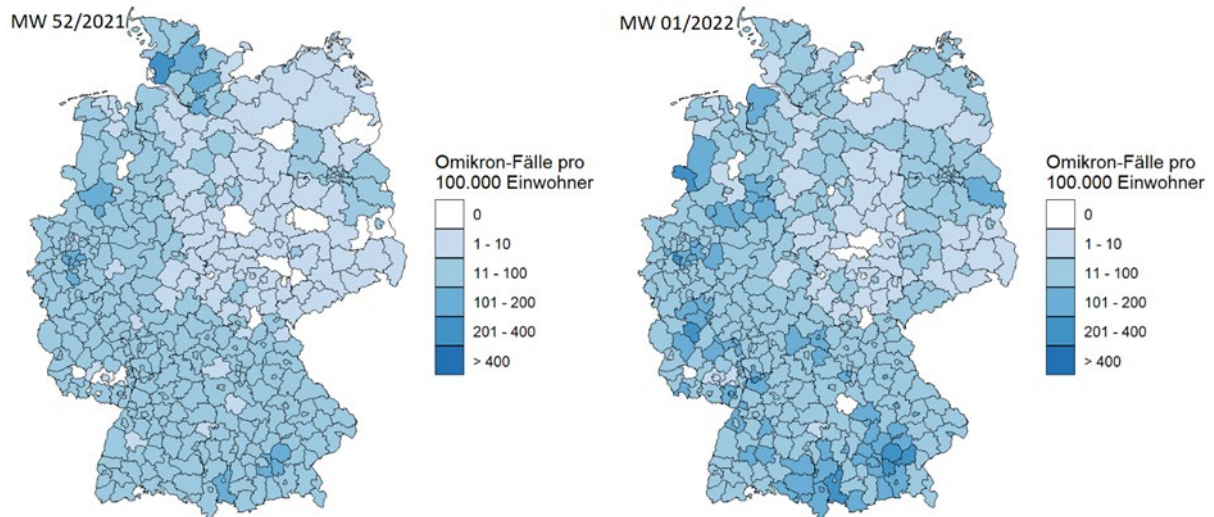 MW 52/2021
Omikron-Fälle pro
100.000 Einwohner
0
1 - 10
11 - 100
101 - 200
201 - 400
> 400
MW 01/2022
Omikron-Fälle pro
100.000 Einwohner
0
1 - 10
11 - 100
101 - 200
201 - 400
> 400